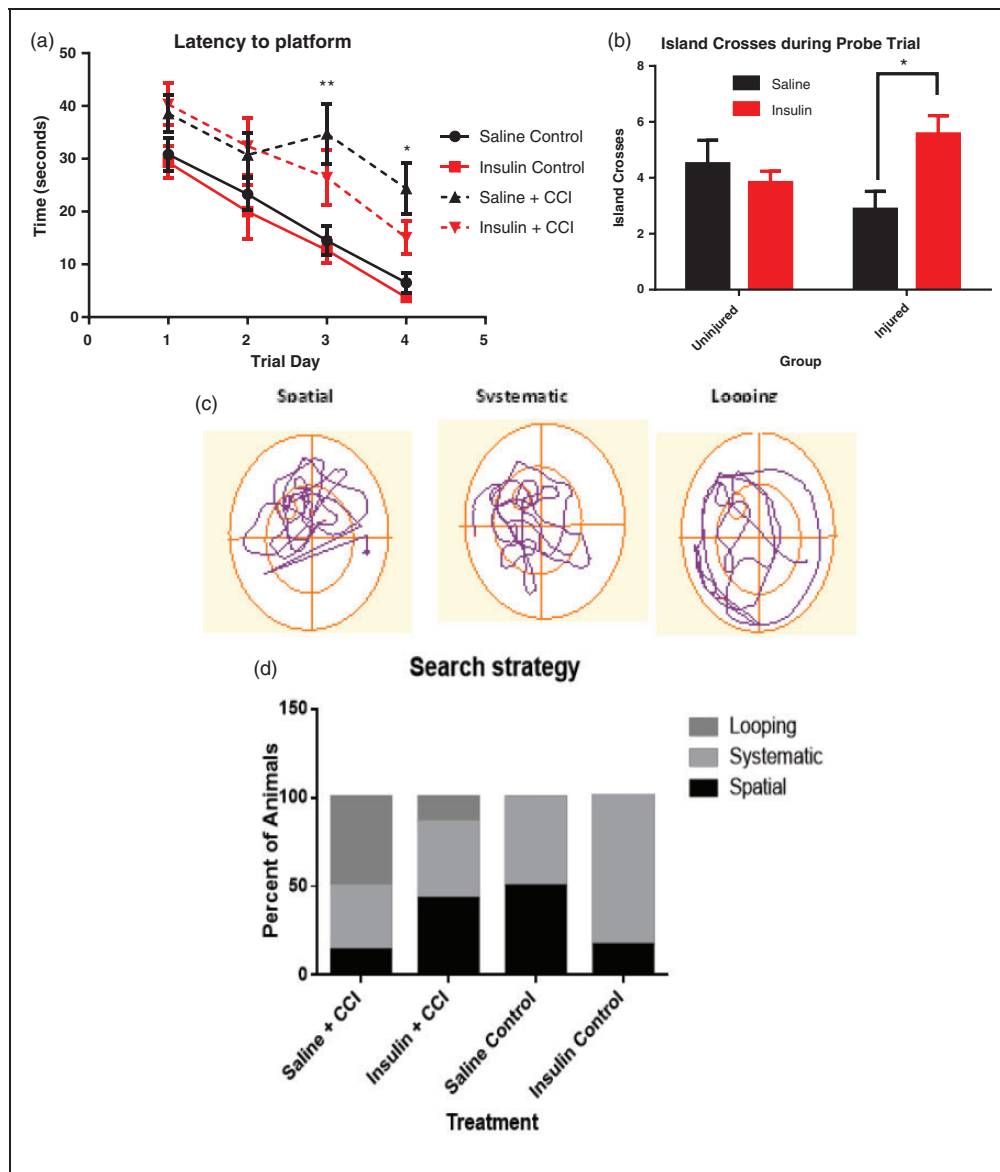 (a)
Latency to platform
50
40
30
20
10
0
Time (seconds)
**
*
0 1 2 3 4 5
Trial Day
Saline Control
Insulin Control
Saline + CCI
Insulin + CCI
(b)
Island Crosses during Probe Trial
8
6
4
2
0
Island Crosses
*
Saline
Insulin
Uninjured
Injured
Group
(c)
Spatial
Systematic
Looping
(d)
Search strategy
150
100
50
0
Percent of Animals
Looping
Systematic
Spatial
Saline + CCI
Insulin + CCI
Saline Control
Insulin Control
Treatment